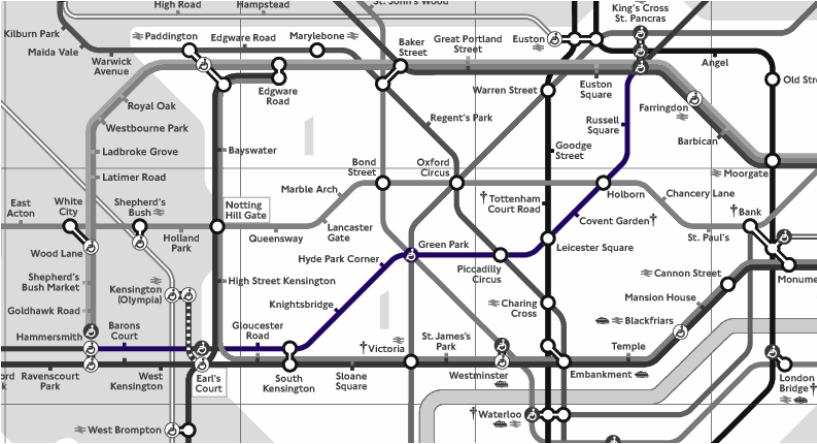 High Road
Hampstead
St. John's Wood
King's Cross
St. Pancras
Kilburn Park
Maida Vale
Paddington
Edgware Road
Marylebone
Baker
Street
Great Portland
Street
Euston
Warwick
Avenue
Angel
Old Str
Edgware
Road
Warren Street
Euston
Square
Farringdon
Royal Oak
Westbourne Park
Regent's Park
Russell
Square
Barbican
Ladbroke Grove
Bayswater
Goodge
Street
Moorgate
Latimer Road
Bond
Street
Oxford
Circus
Marble Arch
Holborn
Chancery Lane
East
Acton
White
City
Shepherd's
Bush
Notting
Hill Gate
Tottenham
Court Road
Covent Garden
Bank
Holland
Park
Queensway
Lancaster
Gate
St. Paul's
Wood Lane
Green Park
Leicester Square
Hyde Park Corner
Piccadilly
Circus
Cannon Street
Monume
Shepherd's
Bush Market
Kensington
(Olympia)
High Street Kensington
Mansion House
Goldhawk Road
Knightsbridge
Charing
Cross
Blackfriars
Hammersmith
Barons
Court
Gloucester
Road
Victoria
St. James's
Park
Temple
ord
k
Ravenscourt
Park
West
Kensington
Earl's
Court
South
Kensington
Sloane
Square
Westminster
Embankment
London
Bridge
West Brompton
Waterloo